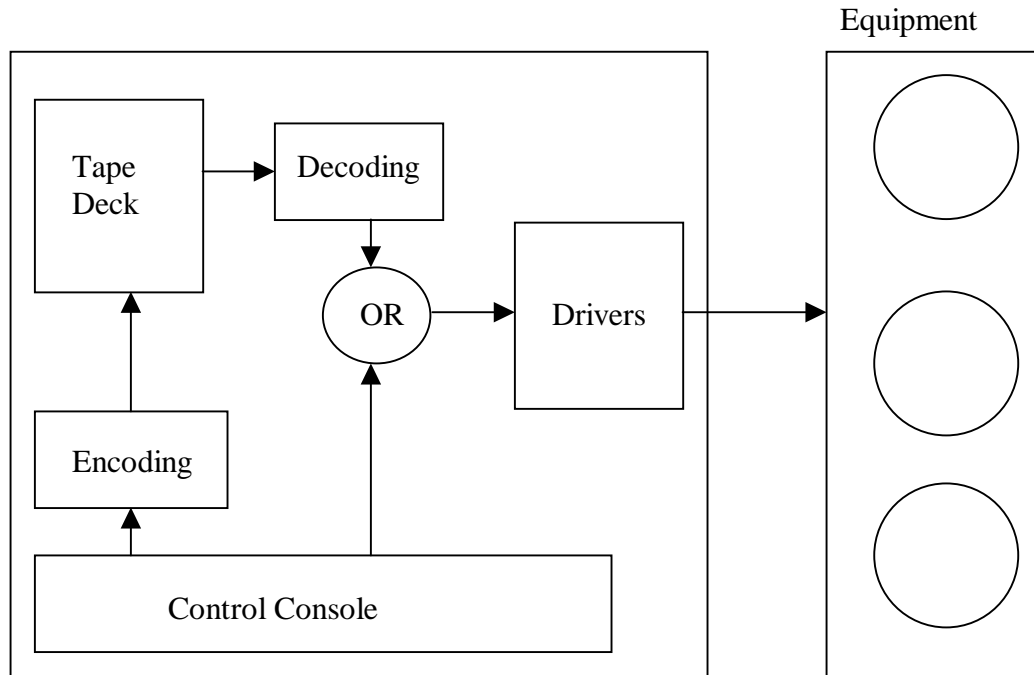 Equipment
Tape
Deck
Decoding
OR
Drivers
Encoding
Control Console